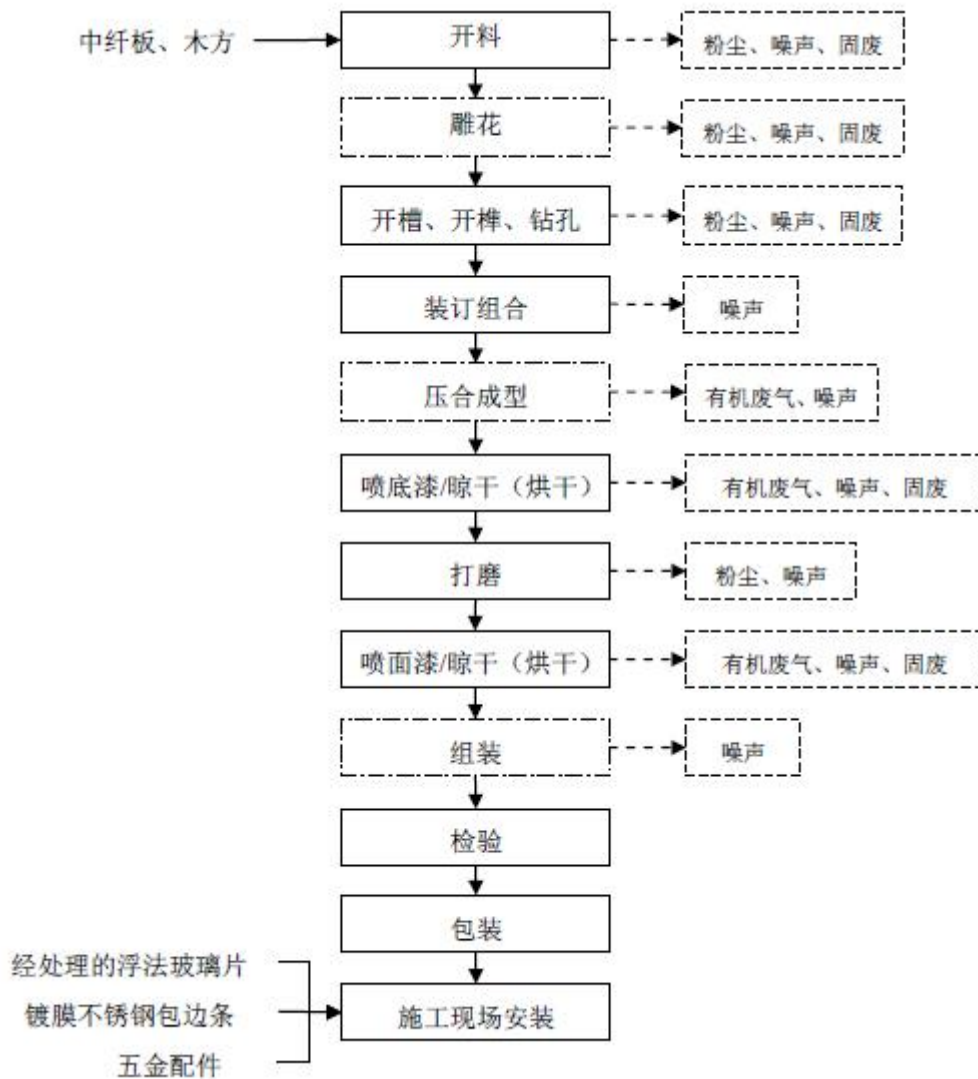 中纤板、木方
开料
粉尘、噪声、固废
雕花
粉尘、噪声、固废
开槽、开榫、钻孔
粉尘、噪声、固废
装订组合
噪声
压合成型
有机废气、噪声
喷底漆/晾干（烘干）
有机废气、噪声、固废
打磨
粉尘、噪声
喷面漆/晾干（烘干）
有机废气、噪声、固废
组装
噪声
检验
包装
经处理的浮法玻璃片
镀膜不锈钢包边条
五金配件
施工现场安装